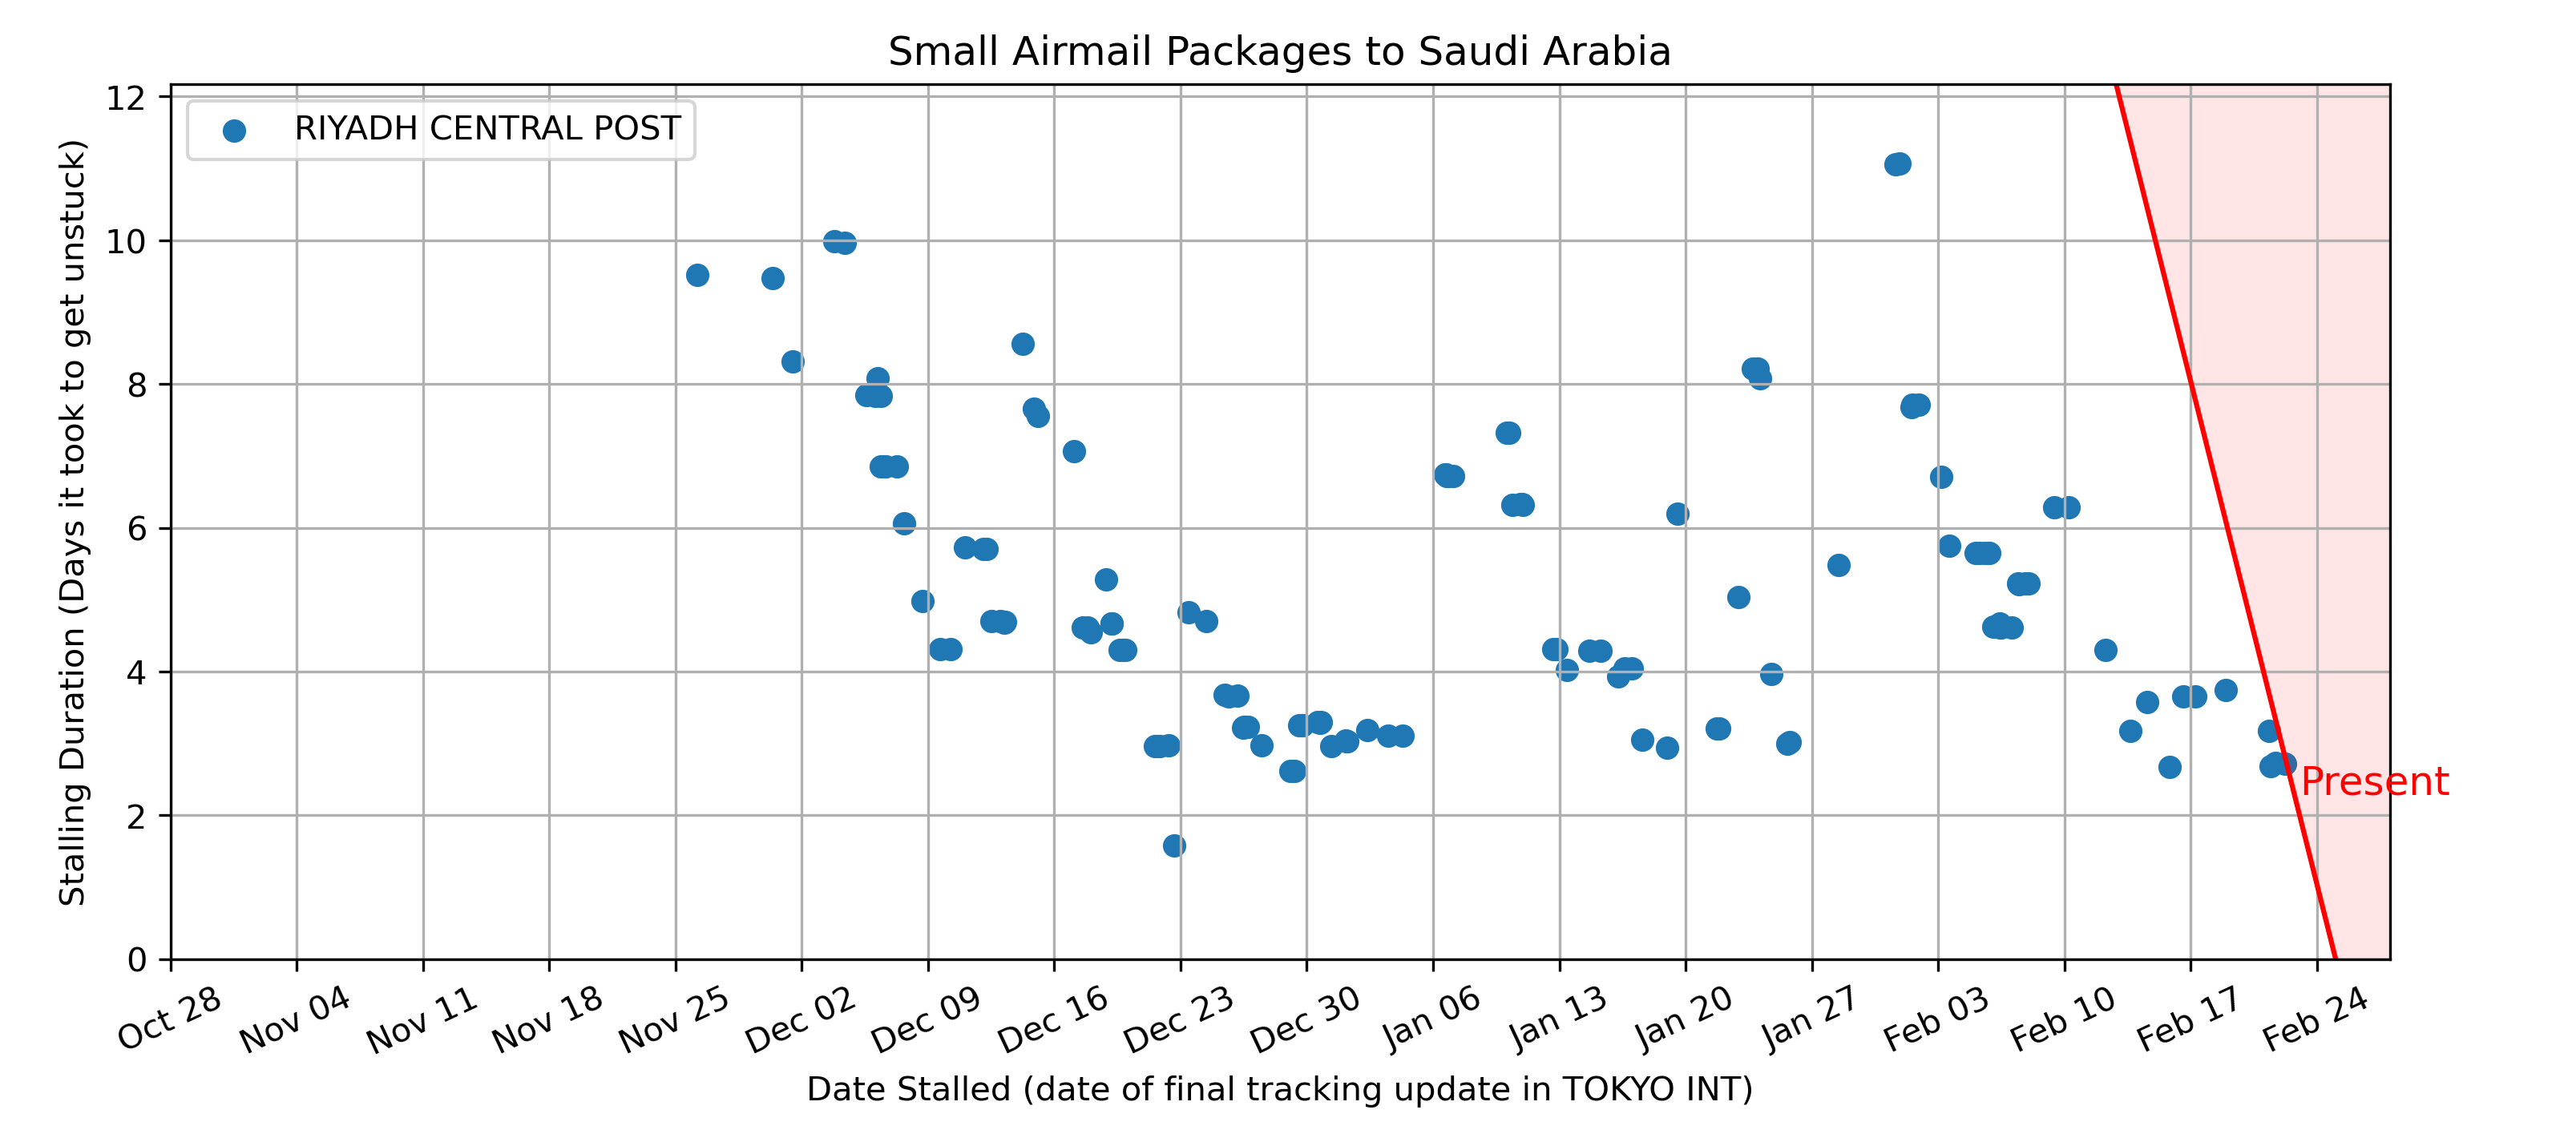 Small Airmail Packages to Saudi Arabia
RIYADH CENTRAL POST
Stalling Duration (Days it took to get unstuck)
12
10
8
6
4
2
0
Present
Oct 28
Nov 04
Nov 11
Nov 18
Nov 25
Dec 02
Dec 09
Dec 16
Dec 23
Dec 30
Jan 06
Jan 13
Jan 20
Jan 27
Feb 03
Feb 10
Feb 17
Feb 24
Date Stalled (date of final tracking update in TOKYO INT)